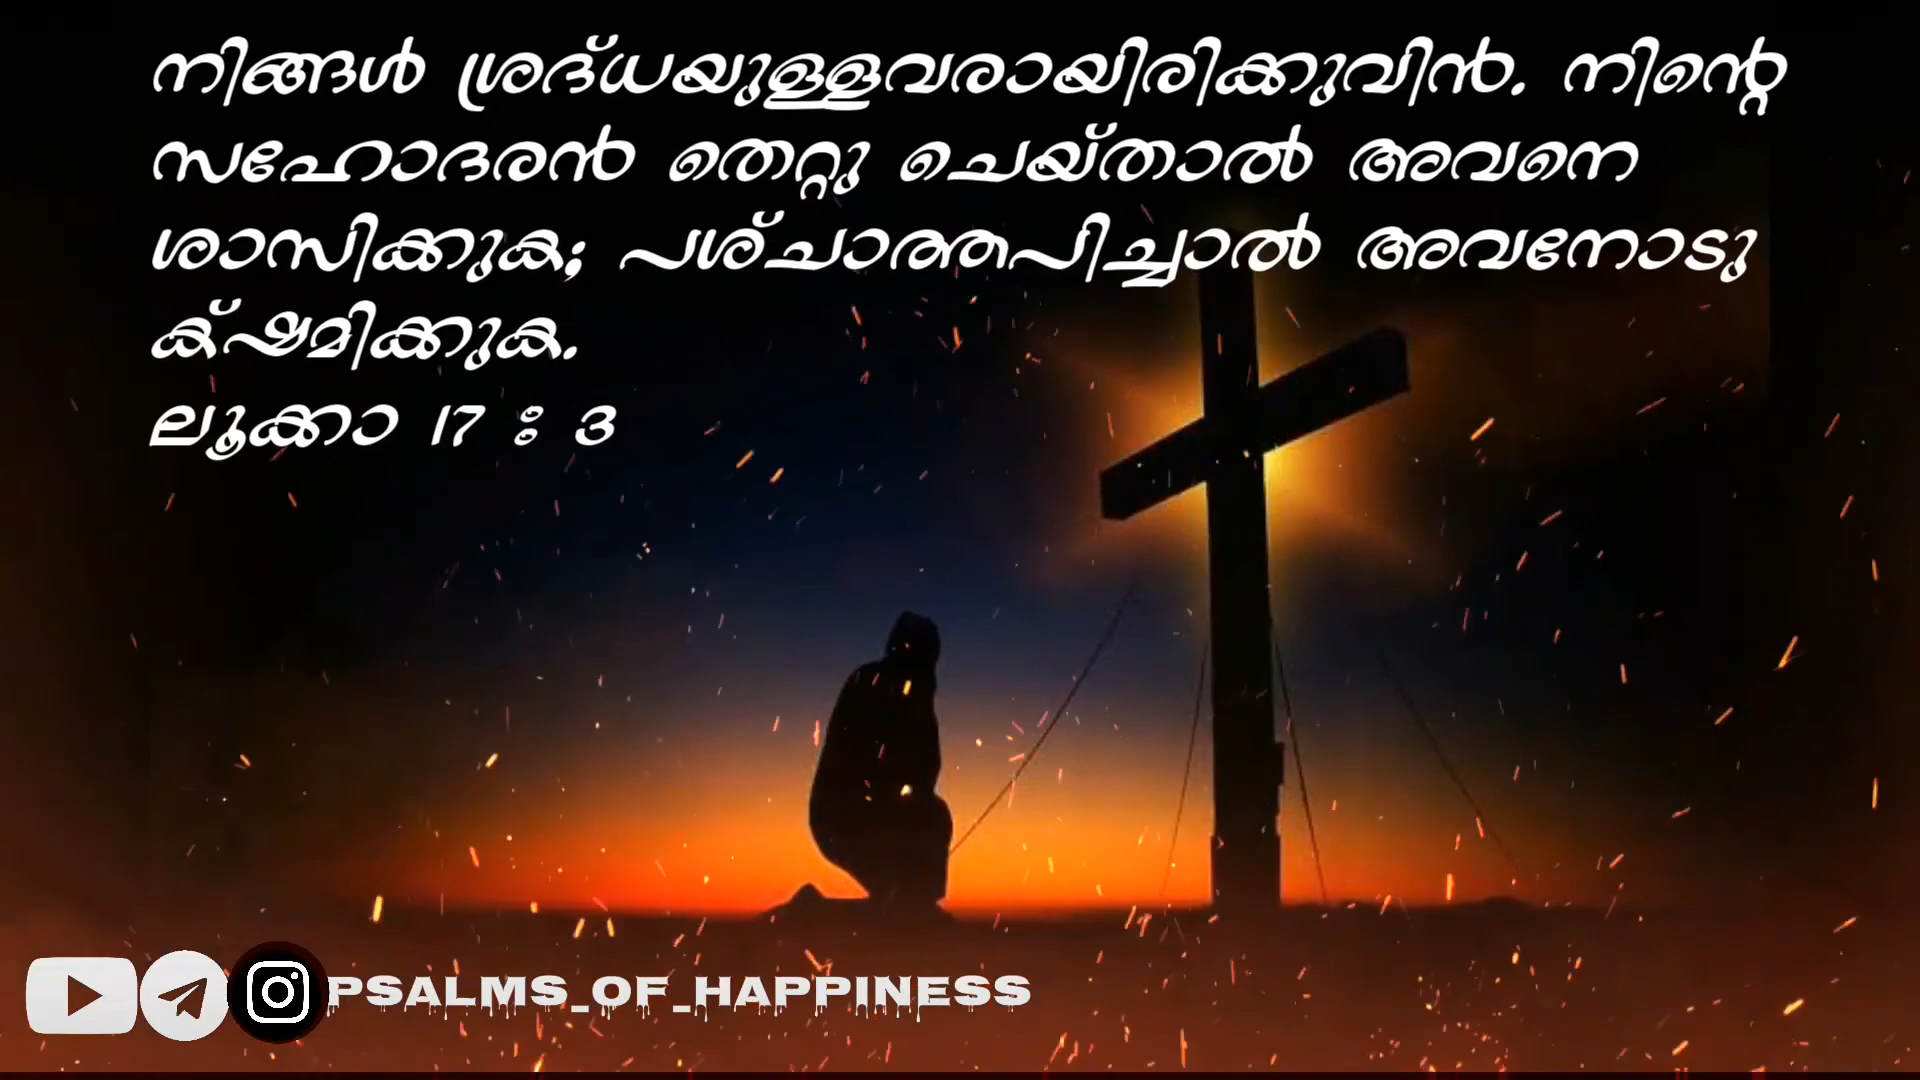 നിങ്ങൾ ശ്രദ്ധയുള്ളവരായിരിക്കുവിൻ. നിന്റെ
സഹോദരൻ തെറ്റു ചെയ്താൽ അവനെ
ശാസിക്കുക; പശ്ചാത്തപിച്ചാൽ അവനോടു
ക്ഷമിക്കുക.
ലൂക്കാ 17 : 3
PSALMS_OF_HAPPINESS